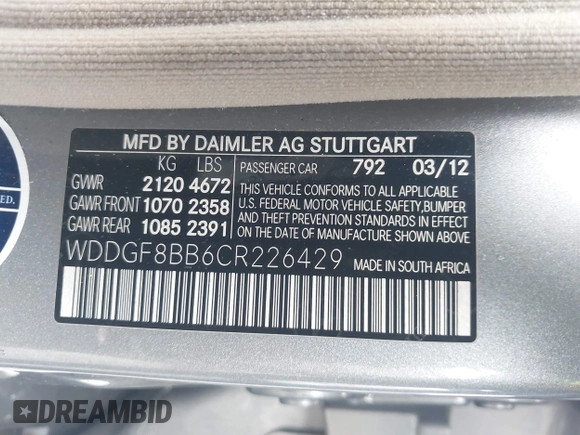 MFD BY DAIMLER AG STUTTGART
KG LBS PASSENGER CAR 792 03/12
GVWR 2120 4672
GAWR FRONT 1070 2358
GAWR REAR 1085 2391
THIS VEHICLE CONFORMS TO ALL APPLICABLE
U.S. FEDERAL MOTOR VEHICLE SAFETY,BUMPER,
AND THEFT PREVENTION STANDARDS IN EFFECT
ON THE DATE OF MANUFACTURE SHOWN ABOVE
WDDGF8BB6CR226429 MADE IN SOUTH AFRICA
DREAMBID